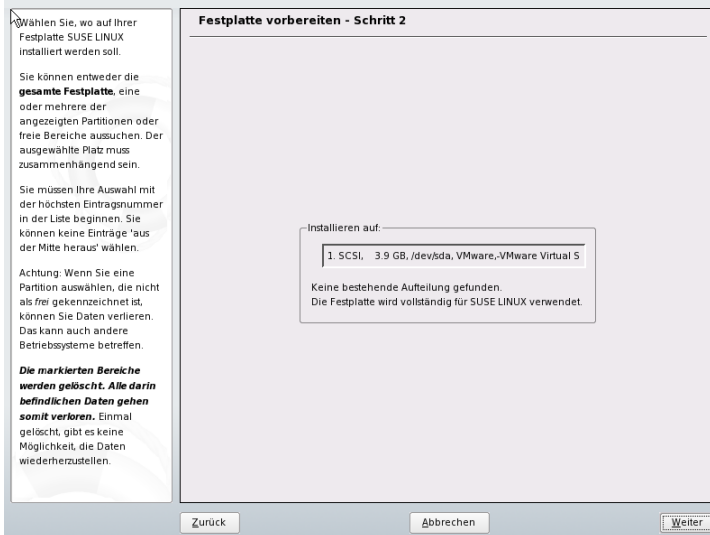 Wählen Sie, wo auf Ihrer
Festplatte SUSE LINUX
installiert werden soll.
Sie können entweder die
gesamte Festplatte, eine
oder mehrere der
angezeigten Partitionen oder
freie Bereiche aussuchen. Der
ausgewählte Platz muss
zusammenhängend sein.
Sie müssen Ihre Auswahl mit
der höchsten Eintragsnummer
in der Liste beginnen. Sie
können keine Einträge 'aus
der Mitte heraus' wählen.
Achtung: Wenn Sie eine
Partition auswählen, die nicht
als frei gekennzeichnet ist,
können Sie Daten verlieren.
Das kann auch andere
Betriebssysteme betreffen.
Die markierten Bereiche
werden gelöscht. Alle darin
befindlichen Daten gehen
somit verloren. Einmal
gelöscht, gibt es keine
Möglichkeit, die Daten
wiederherzustellen.
Festplatte vorbereiten - Schritt 2
Installieren auf:
1. SCSI, 3.9 GB, /dev/sda, VMware,-VMware Virtual S
Keine bestehende Aufteilung gefunden.
Die Festplatte wird vollständig für SUSE LINUX verwendet.
Zurück
Abbrechen
Weiter